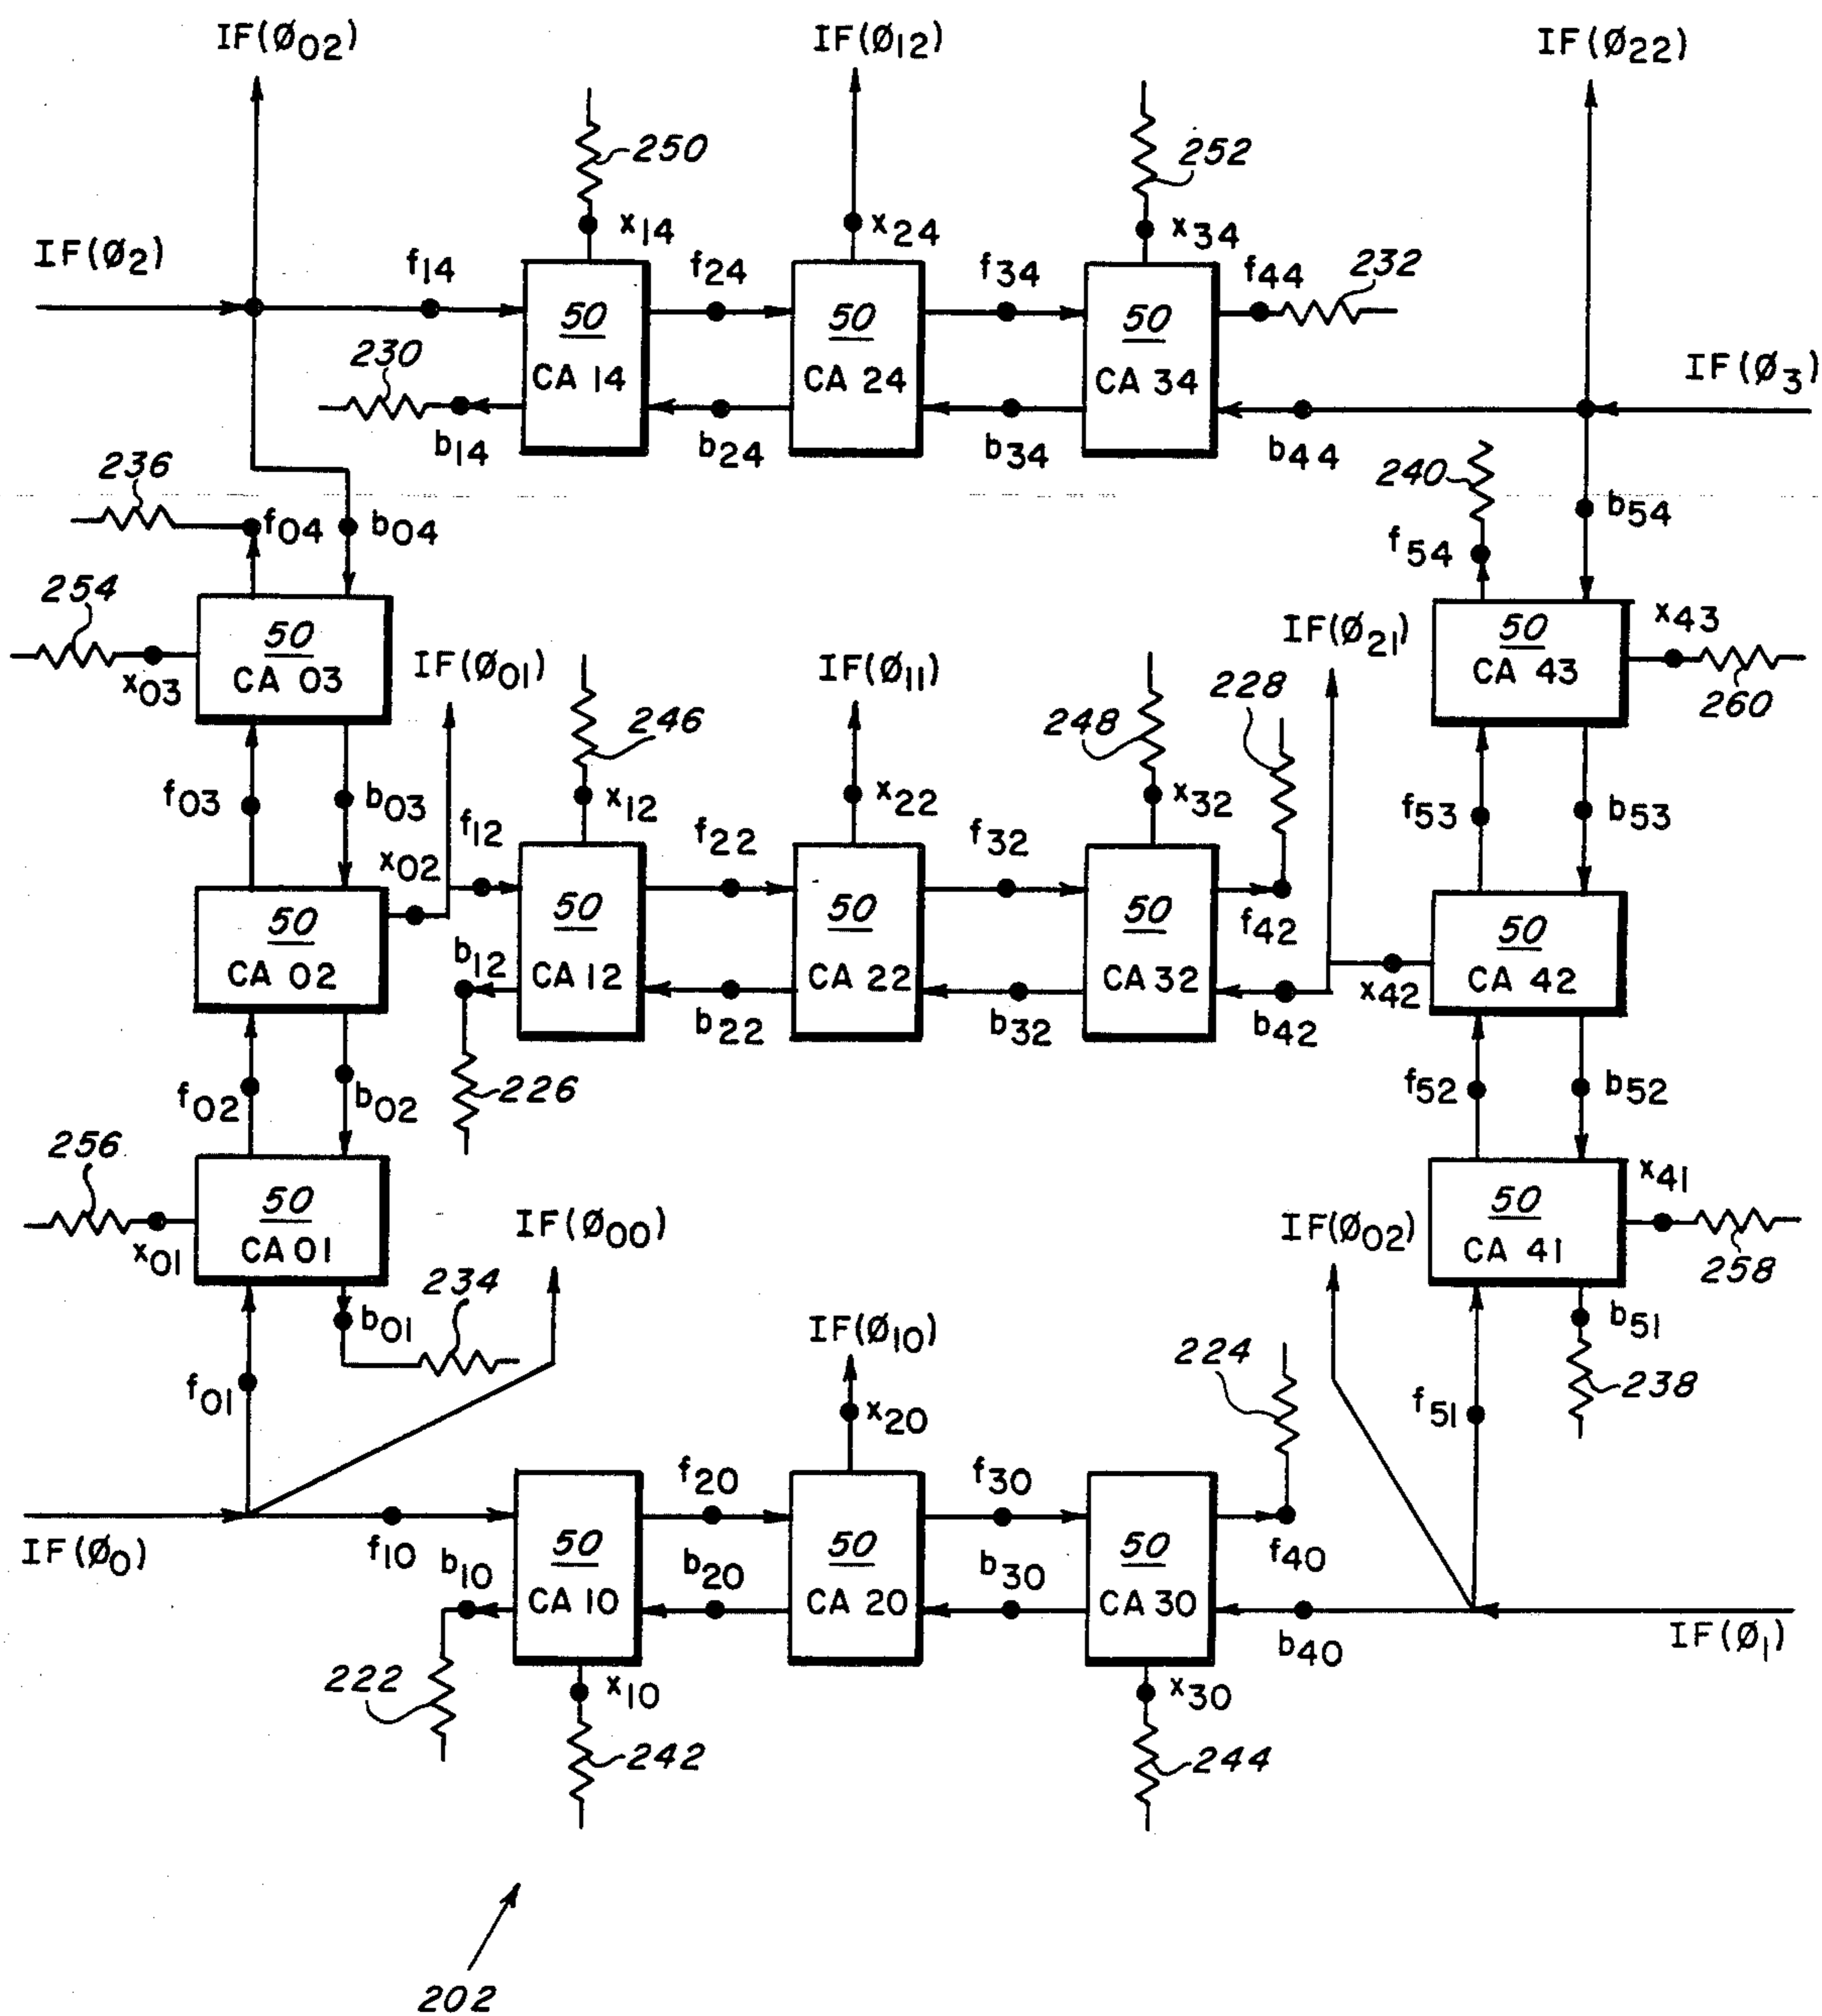 IF(Ø02) IF(Ø12) IF(Ø22)
250 252
x14 x24 x34
IF(Ø2) f14 f24 f34 f44 232
50 50 50
230 CA 14 CA 24 CA 34 IF(Ø3)
b14 b24 b34 b44
236 240
f04 b04 b54
f54
254 50 IF(Ø21) 50 x43
x03 CA 03 IF(Ø01) IF(Ø11) 228 CA 43
246 248 260
f03 b03 x12 x22 x32 f53 b53
x02 f12 f22 f32
50 50 50 50 f42 50
CA 02 b12 CA 12 CA 22 CA 32 x42 CA 42
b22 b32 b42
f02 b02 226 f52 b52
256 x41
50 IF(Ø00) IF(Ø02) 50
x01 CA 01 CA 41 258
234
b01 IF(Ø10) b51
224
f01 x20 f51 238
f20 f30
IF(Ø0) f10 50 50 50 f40
b10 CA 10 b20 CA 20 b30 CA 30 b40 IF(Ø1)
222 x10 x30
242 244
202